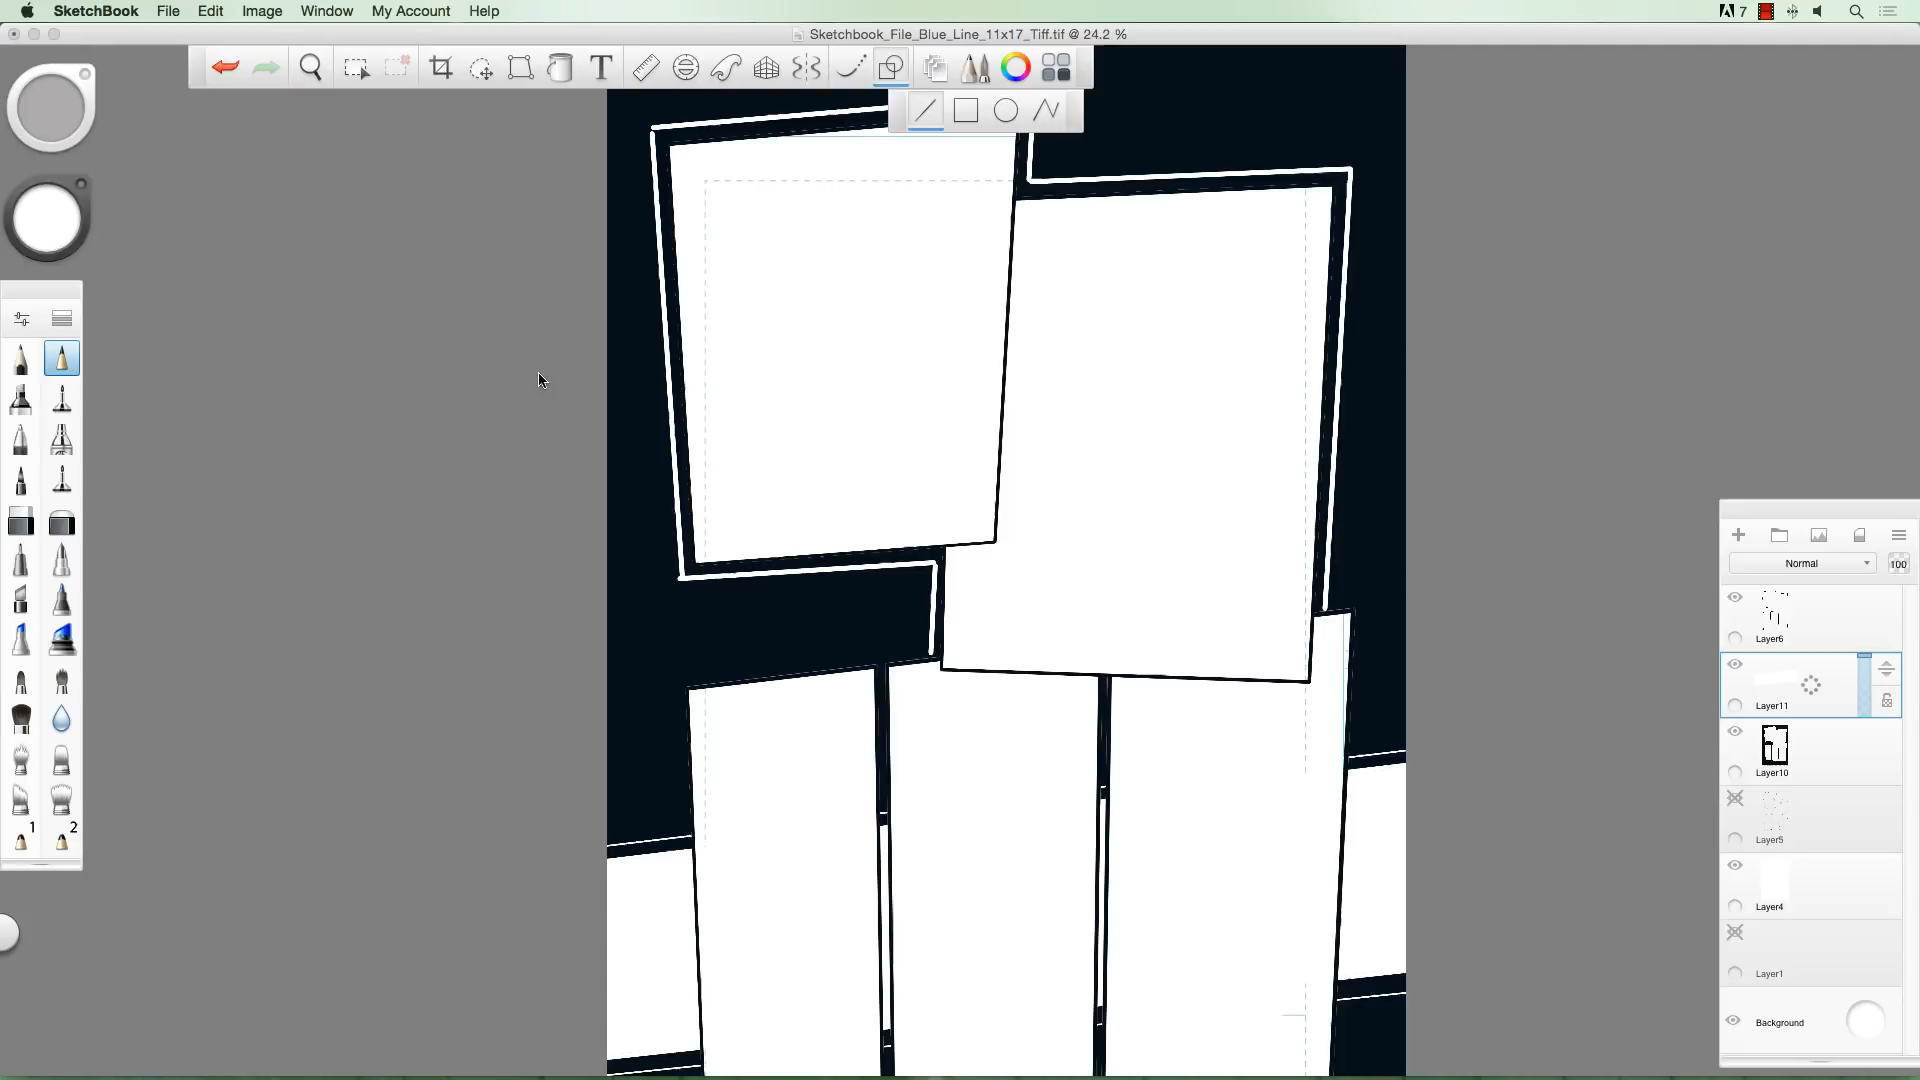 SketchBook File Edit Image Window My Account Help
7
Sketchbook_File_Blue_Line_11x17_Tiff.tif @ 24.2 %
T
Normal
100
Layer6
Layer11
Layer10
Layer5
Layer4
Layer1
Background
1
2